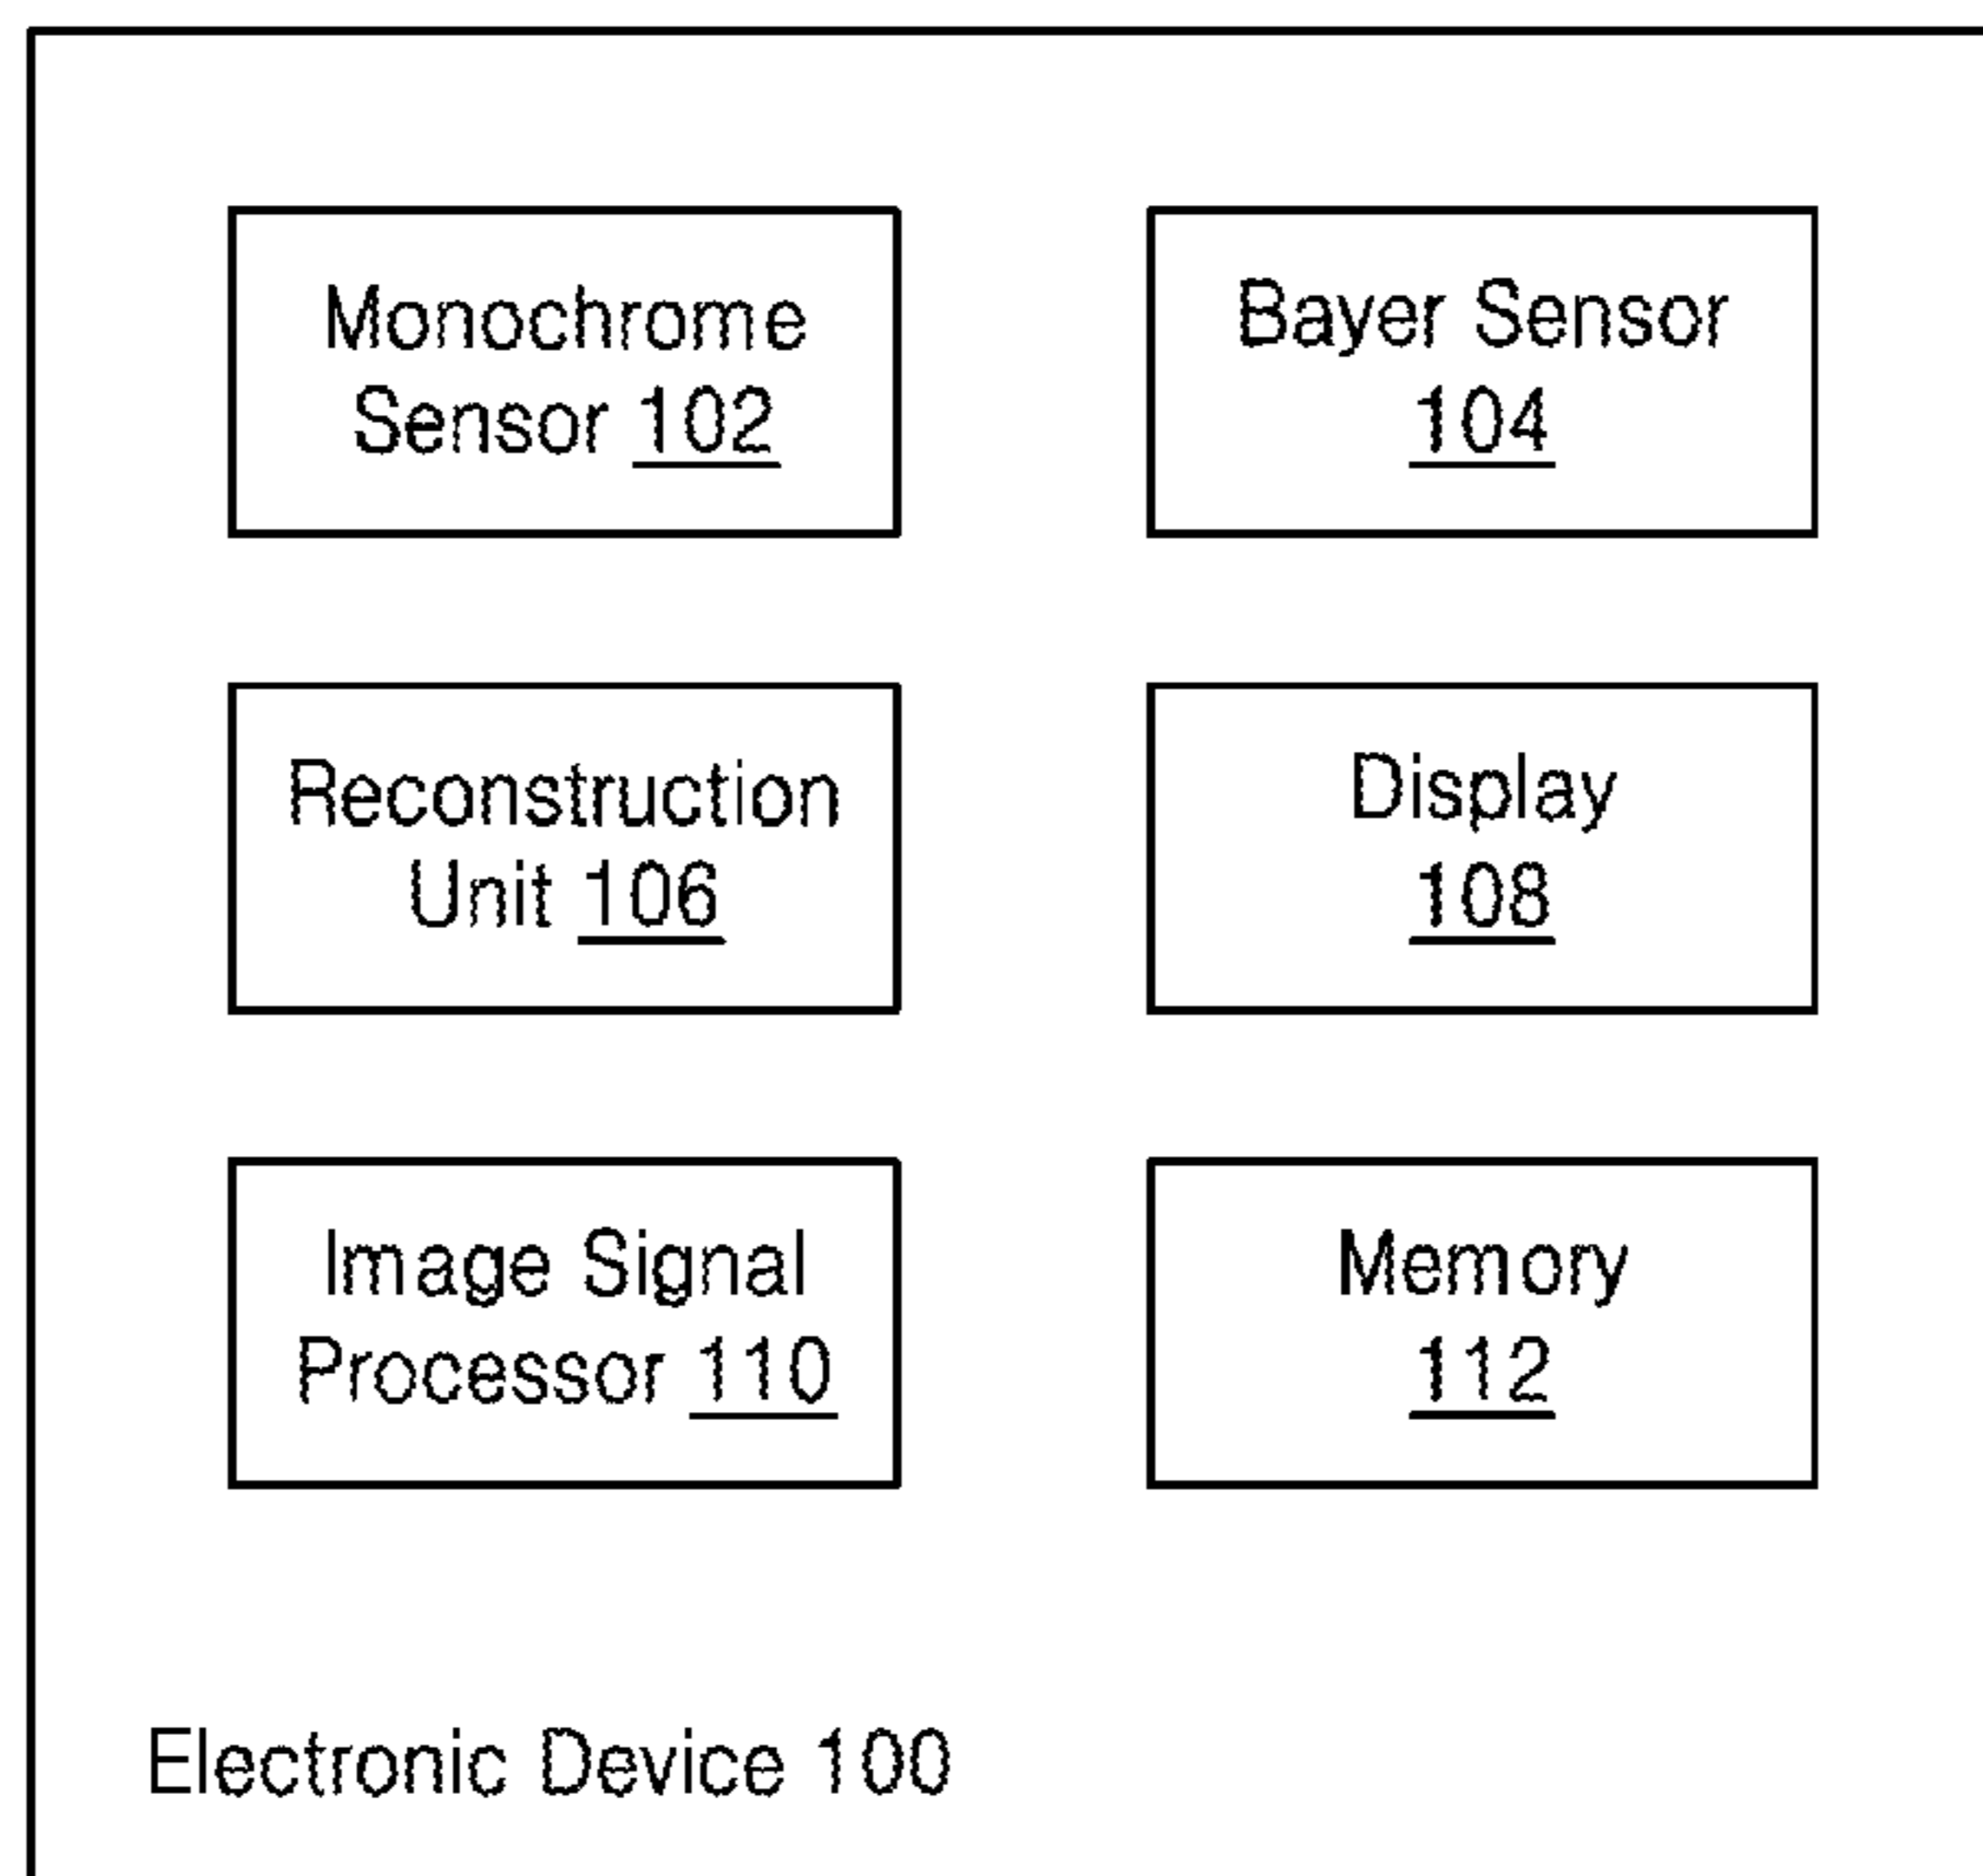 Monochrome
Sensor 102
Bayer Sensor
104
Reconstruction
Unit 106
Display
108
Image Signal
Processor 110
Memory
112
Electronic Device 100